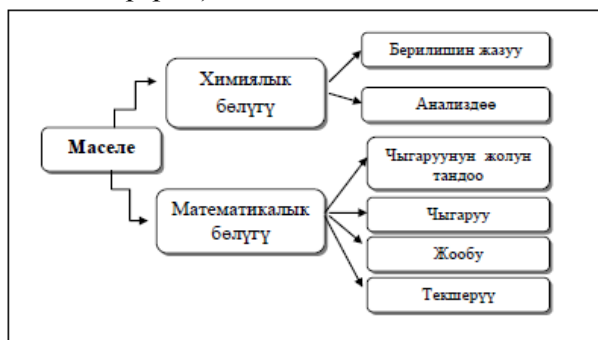 Маселе
Химиялык
бөлүгү
Берилишин жазуу
Анализдөө
Математикалык
бөлүгү
Чыгаруунун жолун
тандоо
Чыгаруу
Жообу
Текшерүү